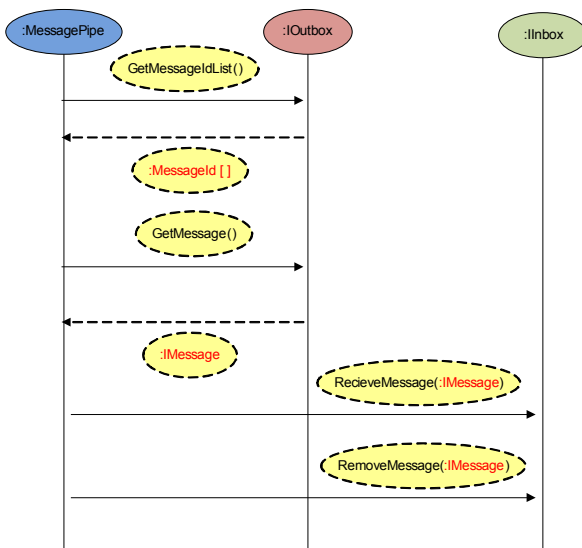 :MessagePipe
:IOutbox
:IInbox
GetMessageIdList()
:MessageId [ ]
GetMessage()
:IMessage
RecieveMessage(:IMessage)
RemoveMessage(:IMessage)